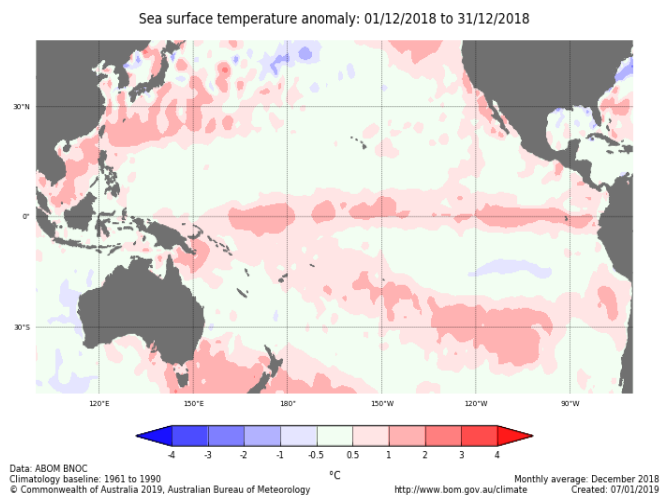 Sea surface temperature anomaly: 01/12/2018 to 31/12/2018
30°N
0°
30°S
120°E 150°E 180° 150°W 120°W 90°W
-4 -3 -2 -1 -0.5 0.5 1 2 3 4
°C
Data: ABOM BNOC
Climatology baseline: 1961 to 1990 Monthly average: December 2018
© Commonwealth of Australia 2019, Australian Bureau of Meteorology http://www.bom.gov.au/climate Created: 07/01/2019